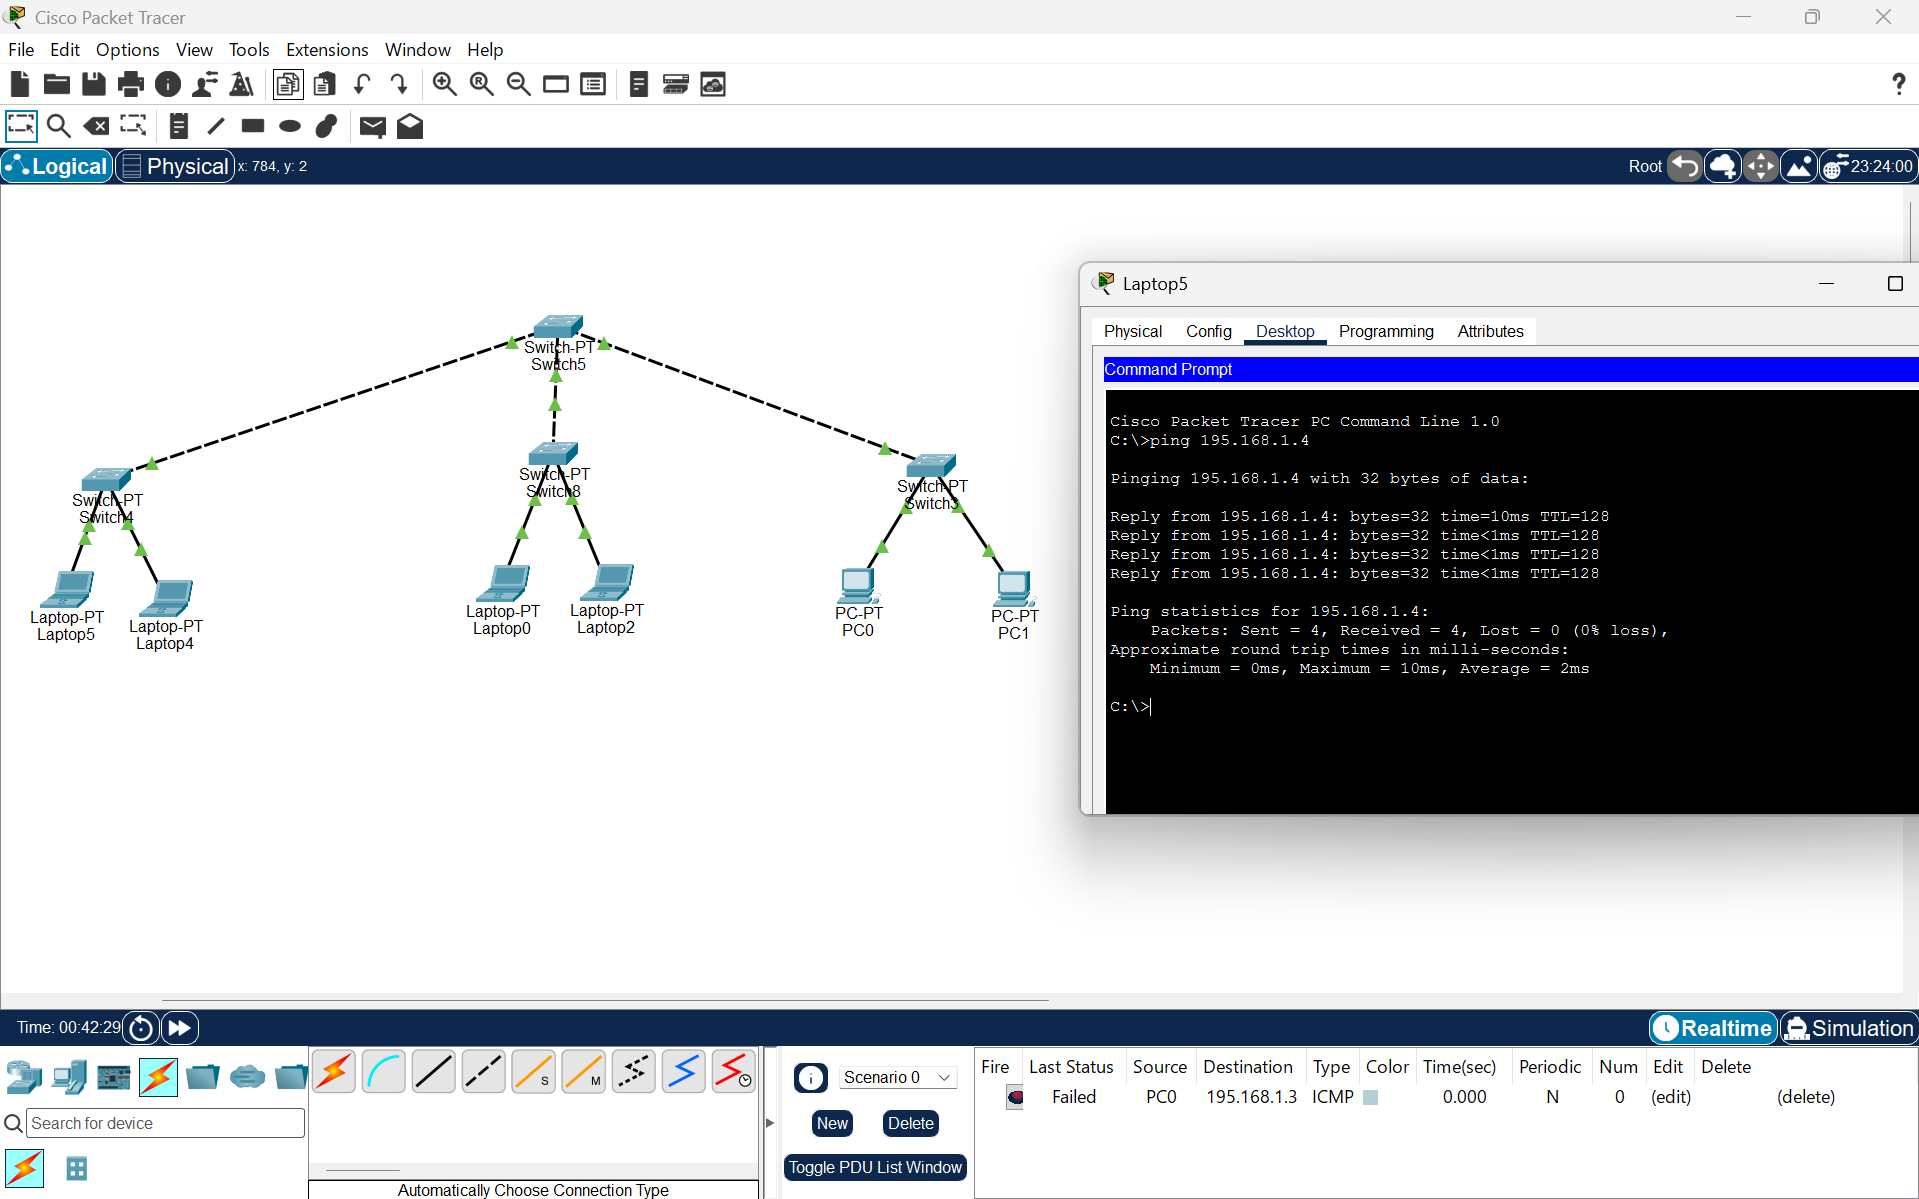 Cisco Packet Tracer
File Edit Options View Tools Extensions Window Help
Logical Physical x: 784, y: 2 Root 23:24:00
Laptop5
Physical Config Desktop Programming Attributes
Command Prompt
Cisco Packet Tracer PC Command Line 1.0
C:\>ping 195.168.1.4
Pinging 195.168.1.4 with 32 bytes of data:
Reply from 195.168.1.4: bytes=32 time=10ms TTL=128
Reply from 195.168.1.4: bytes=32 time<1ms TTL=128
Reply from 195.168.1.4: bytes=32 time<1ms TTL=128
Reply from 195.168.1.4: bytes=32 time<1ms TTL=128
Ping statistics for 195.168.1.4:
Packets: Sent = 4, Received = 4, Lost = 0 (0% loss),
Approximate round trip times in milli-seconds:
Minimum = 0ms, Maximum = 10ms, Average = 2ms
C:\>
Switch-PT
Switch5
Switch-PT
Switch4
Switch-PT
Switch8
Switch-PT
Switch3
Laptop-PT
Laptop5
Laptop-PT
Laptop4
Laptop-PT
Laptop0
Laptop-PT
Laptop2
PC-PT
PC0
PC-PT
PC1
Time: 00:42:29 Realtime Simulation
Search for device
S M
Automatically Choose Connection Type
Scenario 0
New Delete
Toggle PDU List Window
Fire Last Status Source Destination Type Color Time(sec) Periodic Num Edit Delete
Failed PC0 195.168.1.3 ICMP 0.000 N 0 (edit) (delete)